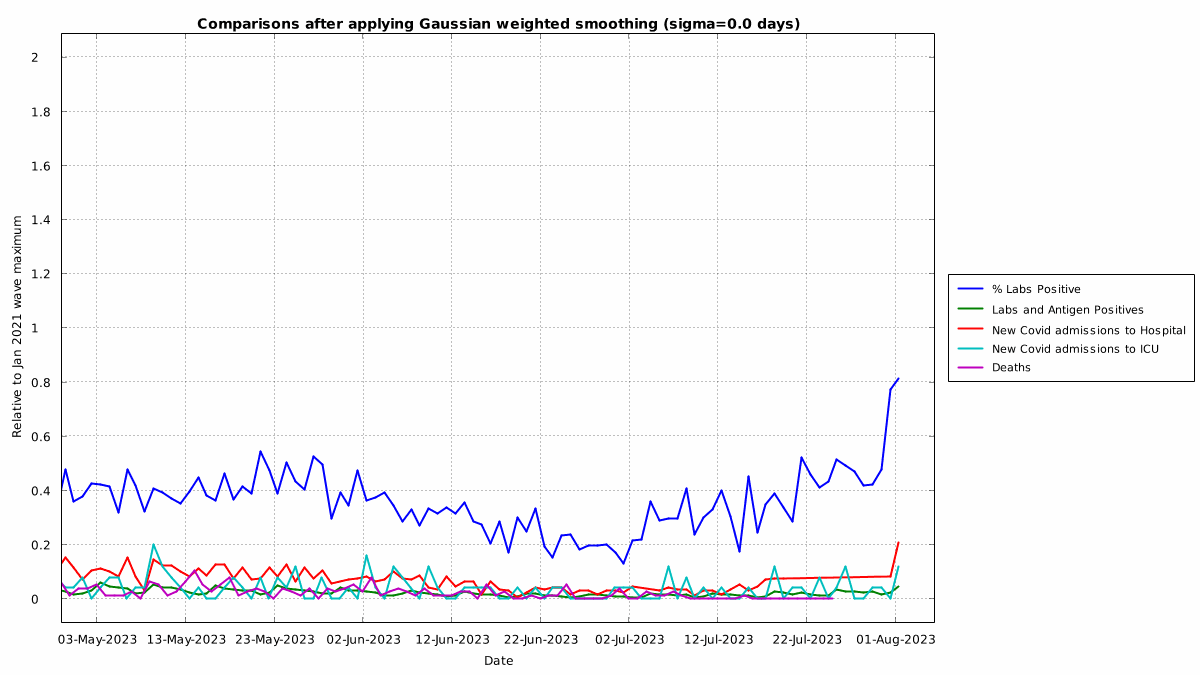 Comparisons after applying Gaussian weighted smoothing (sigma=0.0 days)
2
1.8
1.6
1.4
1.2
1
0.8
0.6
0.4
0.2
0
Relative to Jan 2021 wave maximum
03-May-2023 13-May-2023 23-May-2023 02-Jun-2023 12-Jun-2023 22-Jun-2023 02-Jul-2023 12-Jul-2023 22-Jul-2023 01-Aug-2023
Date
% Labs Positive
Labs and Antigen Positives
New Covid admissions to Hospital
New Covid admissions to ICU
Deaths